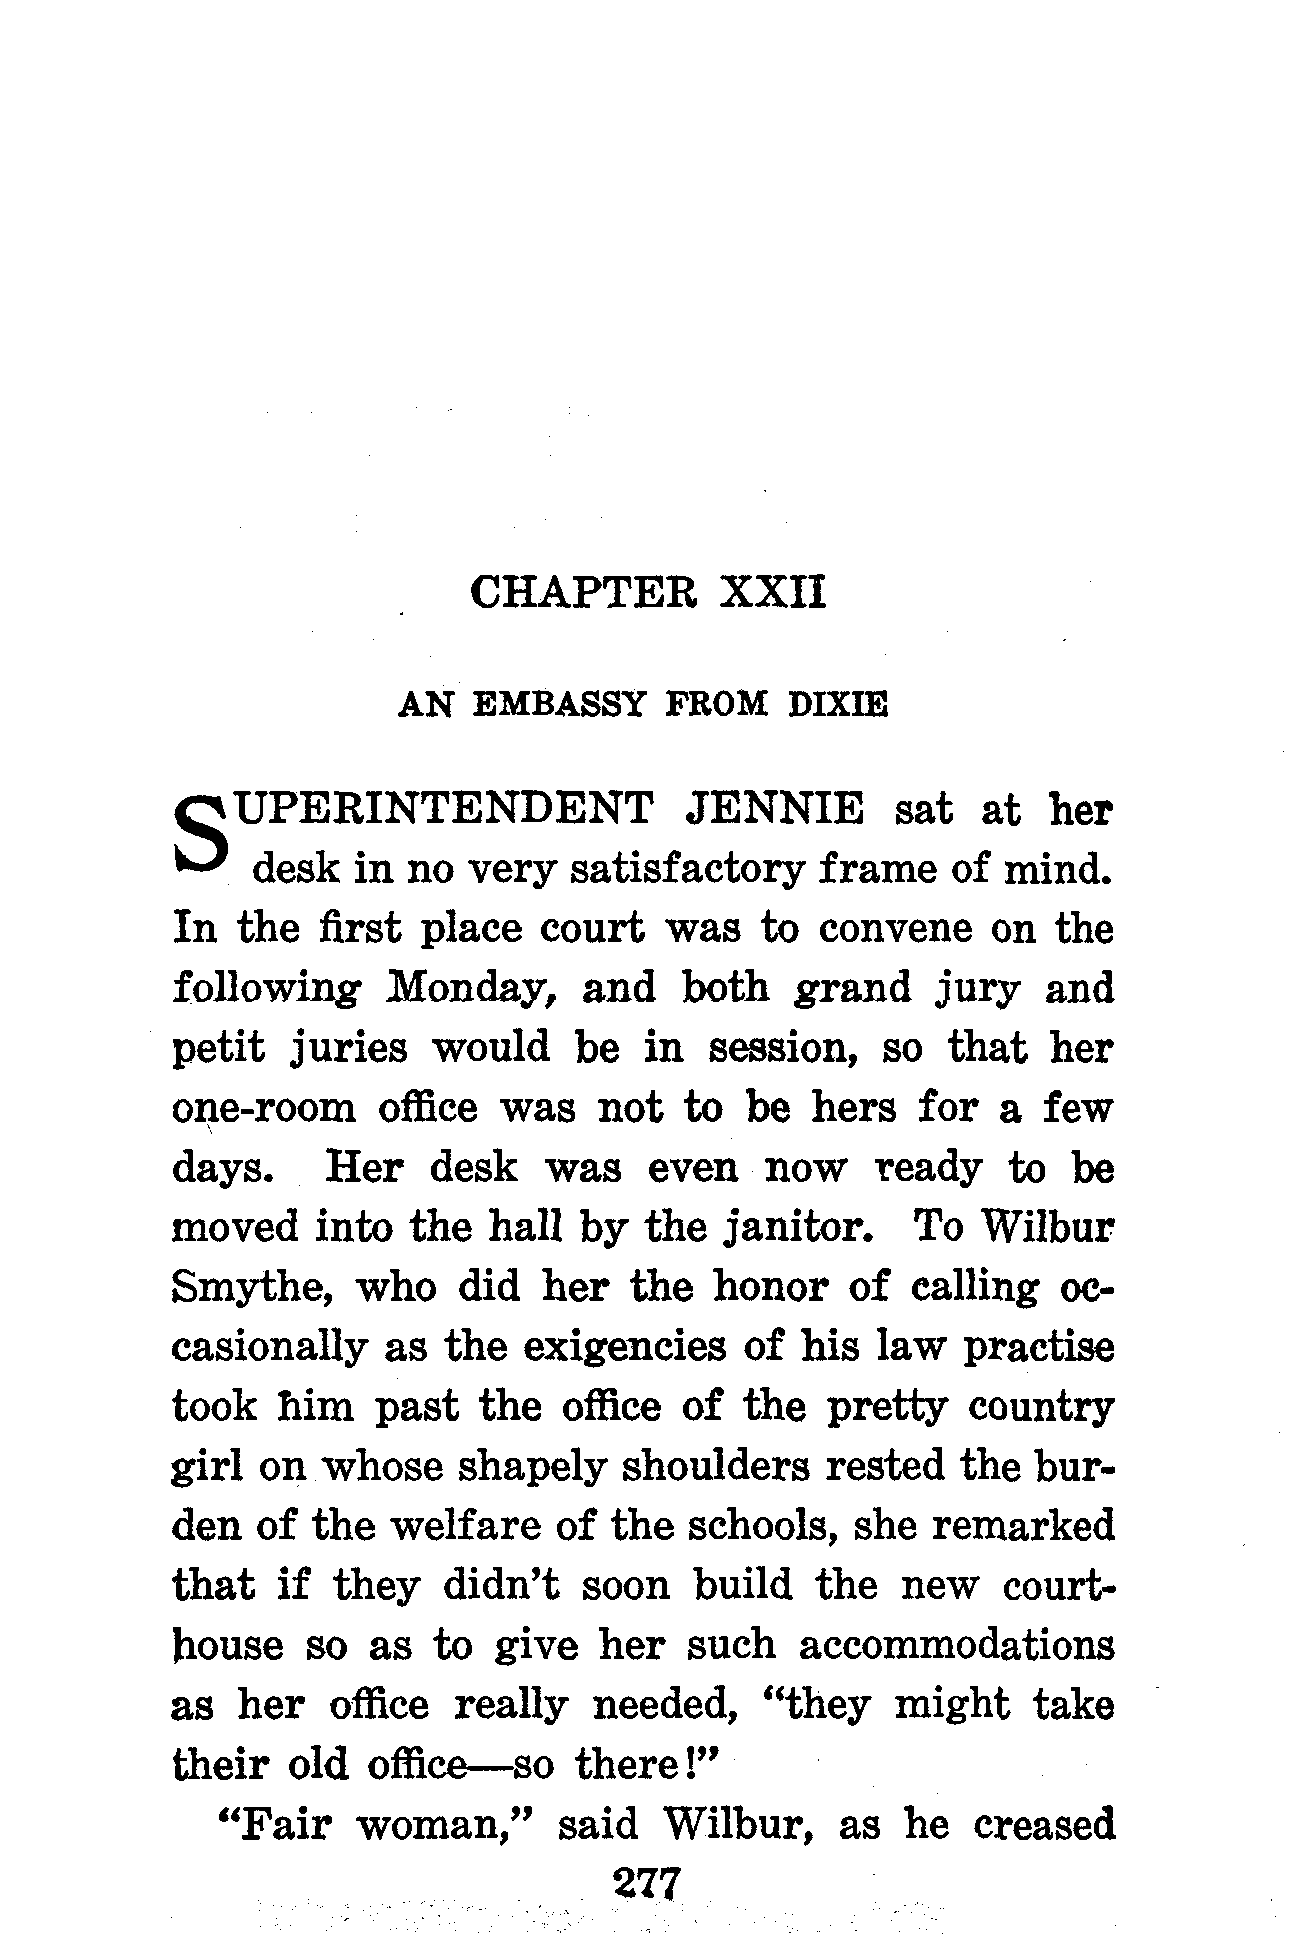 CHAPTER XXII
AN EMBASSY FROM DIXIE
SUPERINTENDENT JENNIE sat at her
desk in no very satisfactory frame of mind.
In the first place court was to convene on the
following Monday, and both grand jury and
petit juries would be in session, so that her
one-room office was not to be hers for a few
days. Her desk was even now ready to be
moved into the hall by the janitor. To Wilbur
Smythe, who did her the honor of calling oc-
casionally as the exigencies of his law practise
took him past the office of the pretty country
girl on whose shapely shoulders rested the bur-
den of the welfare of the schools, she remarked
that if they didn't soon build the new court-
house so as to give her such accommodations
as her office really needed, “they might take
their old office—so there!”
“Fair woman,” said Wilbur, as he creased
277